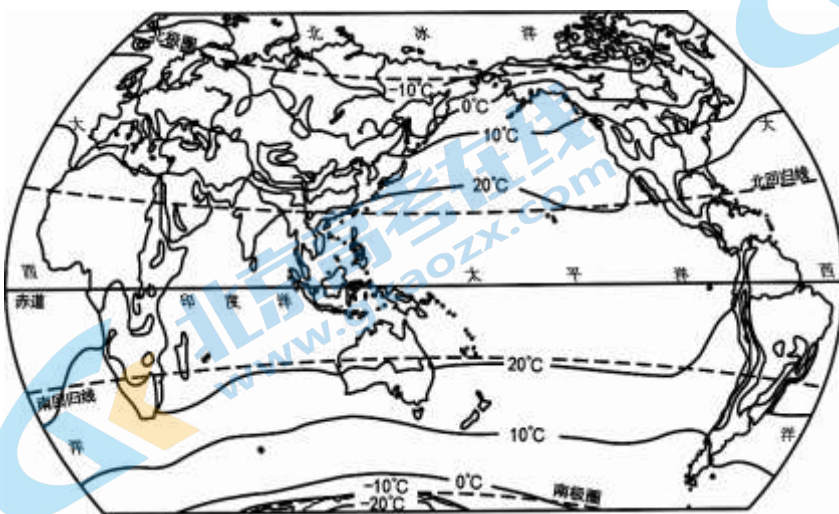 北 冰 洋
北极圈
-10℃
0℃
10℃
大
大
20℃
北回归线
西
太 平 洋
西
赤道
印 度 洋
20℃
南回归线
10℃
洋
洋
-10℃
0℃
南极圈
-20℃
北京高考在线
www.gkaozx.com